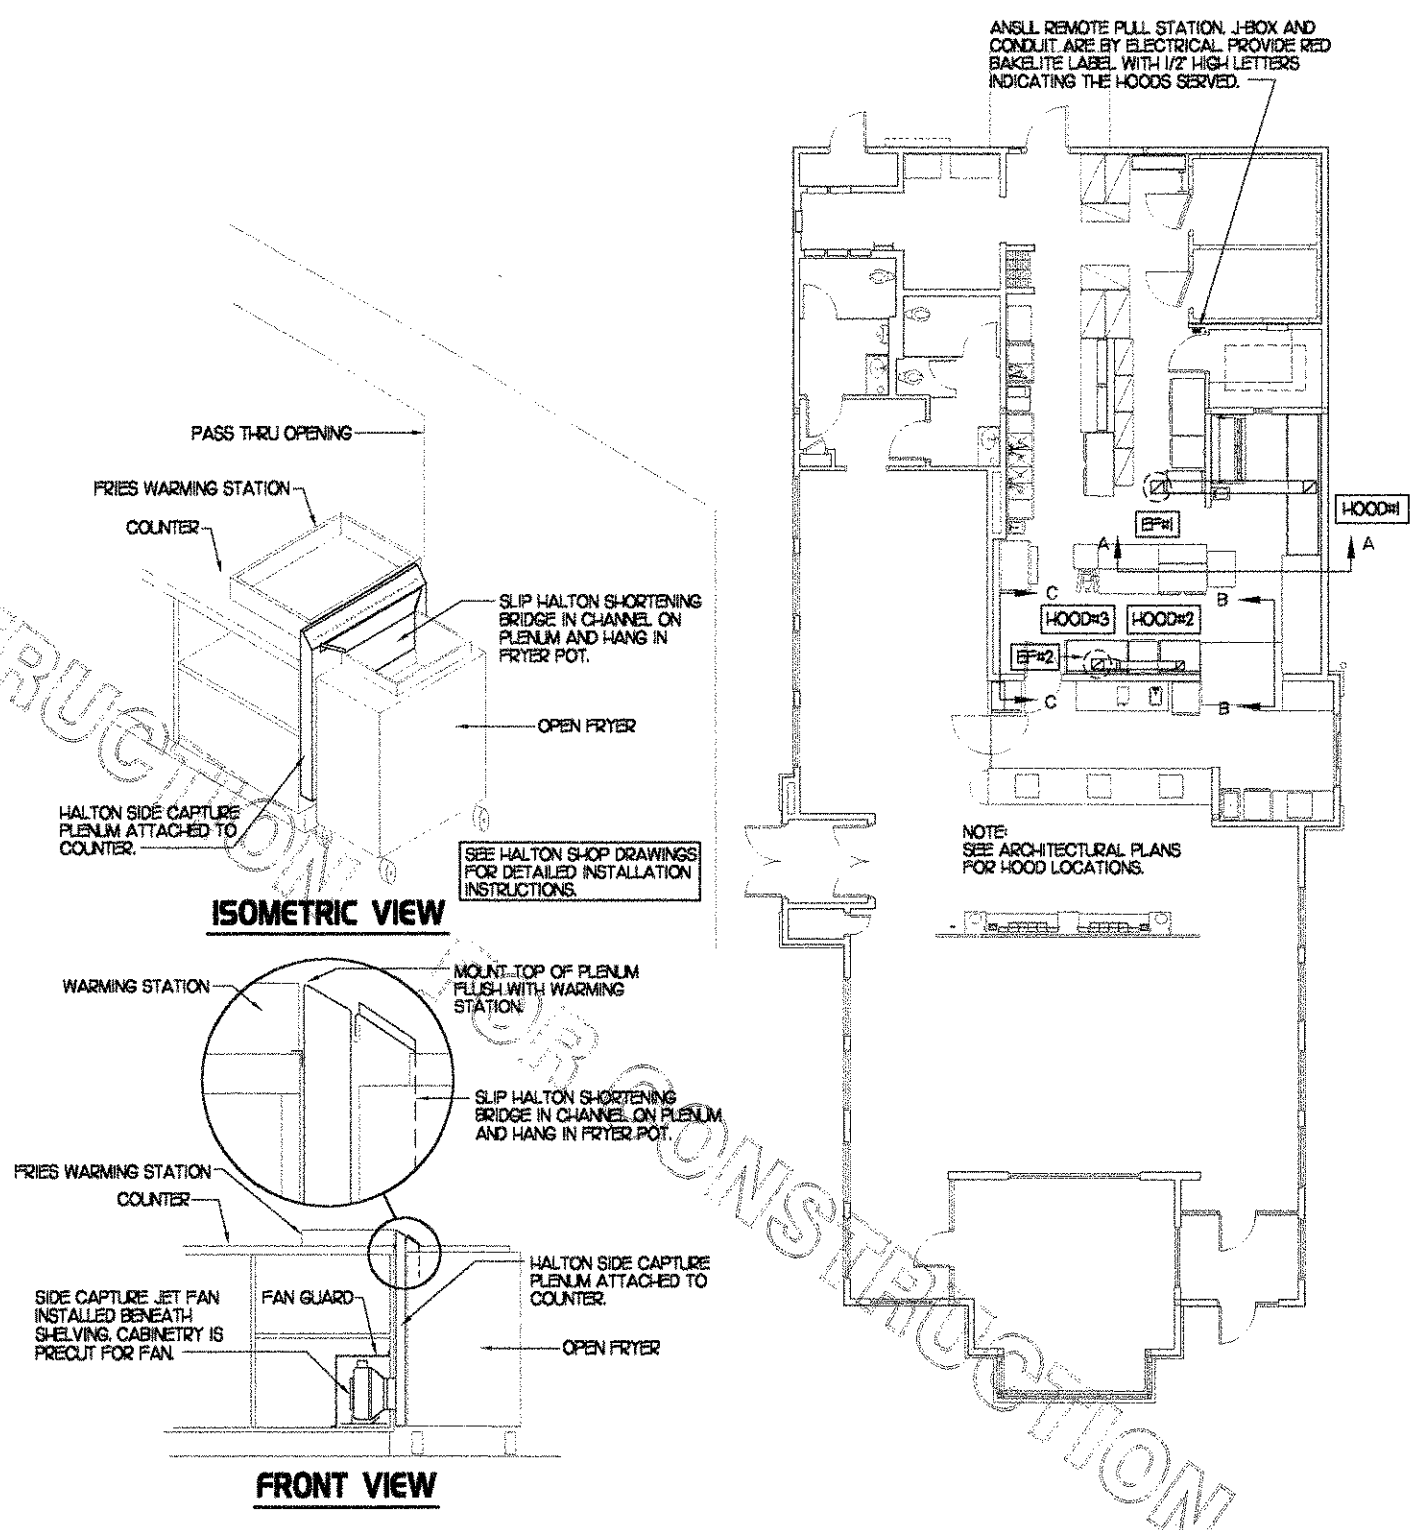 ANSUL REMOTE PULL STATION. J-BOX AND
CONDUIT ARE BY ELECTRICAL. PROVIDE RED
BAKELITE LABEL WITH 1/2" HIGH LETTERS
INDICATING THE HOODS SERVED.
PASS THRU OPENING
FRIES WARMING STATION
COUNTER
SLIP HALTON SHORTENING
BRIDGE IN CHANNEL ON
PLENUM AND HANG IN
FRYER POT.
OPEN FRYER
HALTON SIDE CAPTURE
PLENUM ATTACHED TO
COUNTER.
SEE HALTON SHOP DRAWINGS
FOR DETAILED INSTALLATION
INSTRUCTIONS.
ISOMETRIC VIEW
HOOD#1
EF#1
A
A
C
B
HOOD#3
HOOD#2
EF#2
C
B
NOTE:
SEE ARCHITECTURAL PLANS
FOR HOOD LOCATIONS.
WARMING STATION
MOUNT TOP OF PLENUM
FLUSH WITH WARMING
STATION.
SLIP HALTON SHORTENING
BRIDGE IN CHANNEL ON PLENUM
AND HANG IN FRYER POT.
FRIES WARMING STATION
COUNTER
HALTON SIDE CAPTURE
PLENUM ATTACHED TO
COUNTER.
SIDE CAPTURE JET FAN
INSTALLED BENEATH
SHELVING. CABINETRY IS
PRECUT FOR FAN.
FAN GUARD
OPEN FRYER
FRONT VIEW
RUCTION
FOR CONSTRUCTION